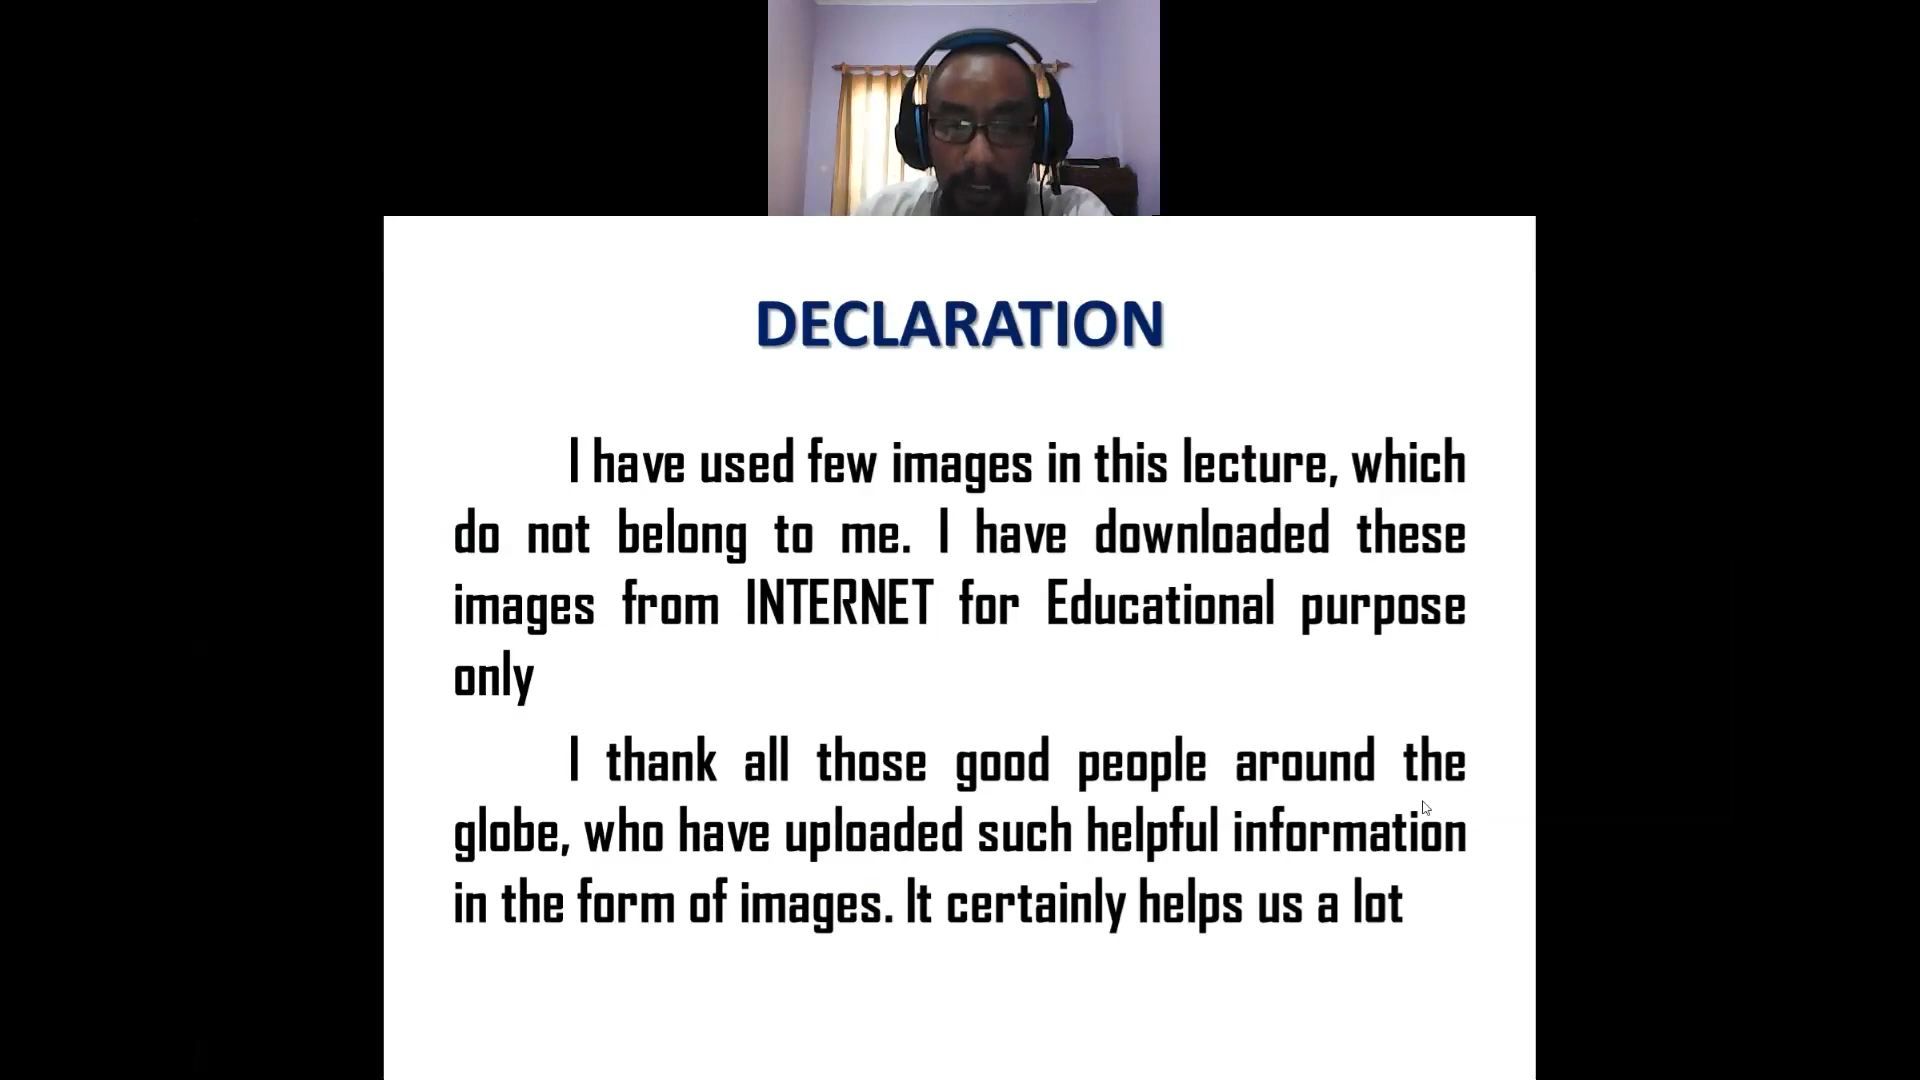 DECLARATION
I have used few images in this lecture, which
do not belong to me. I have downloaded these
images from INTERNET for Educational purpose
only
I thank all those good people around the
globe, who have uploaded such helpful information
in the form of images. It certainly helps us a lot